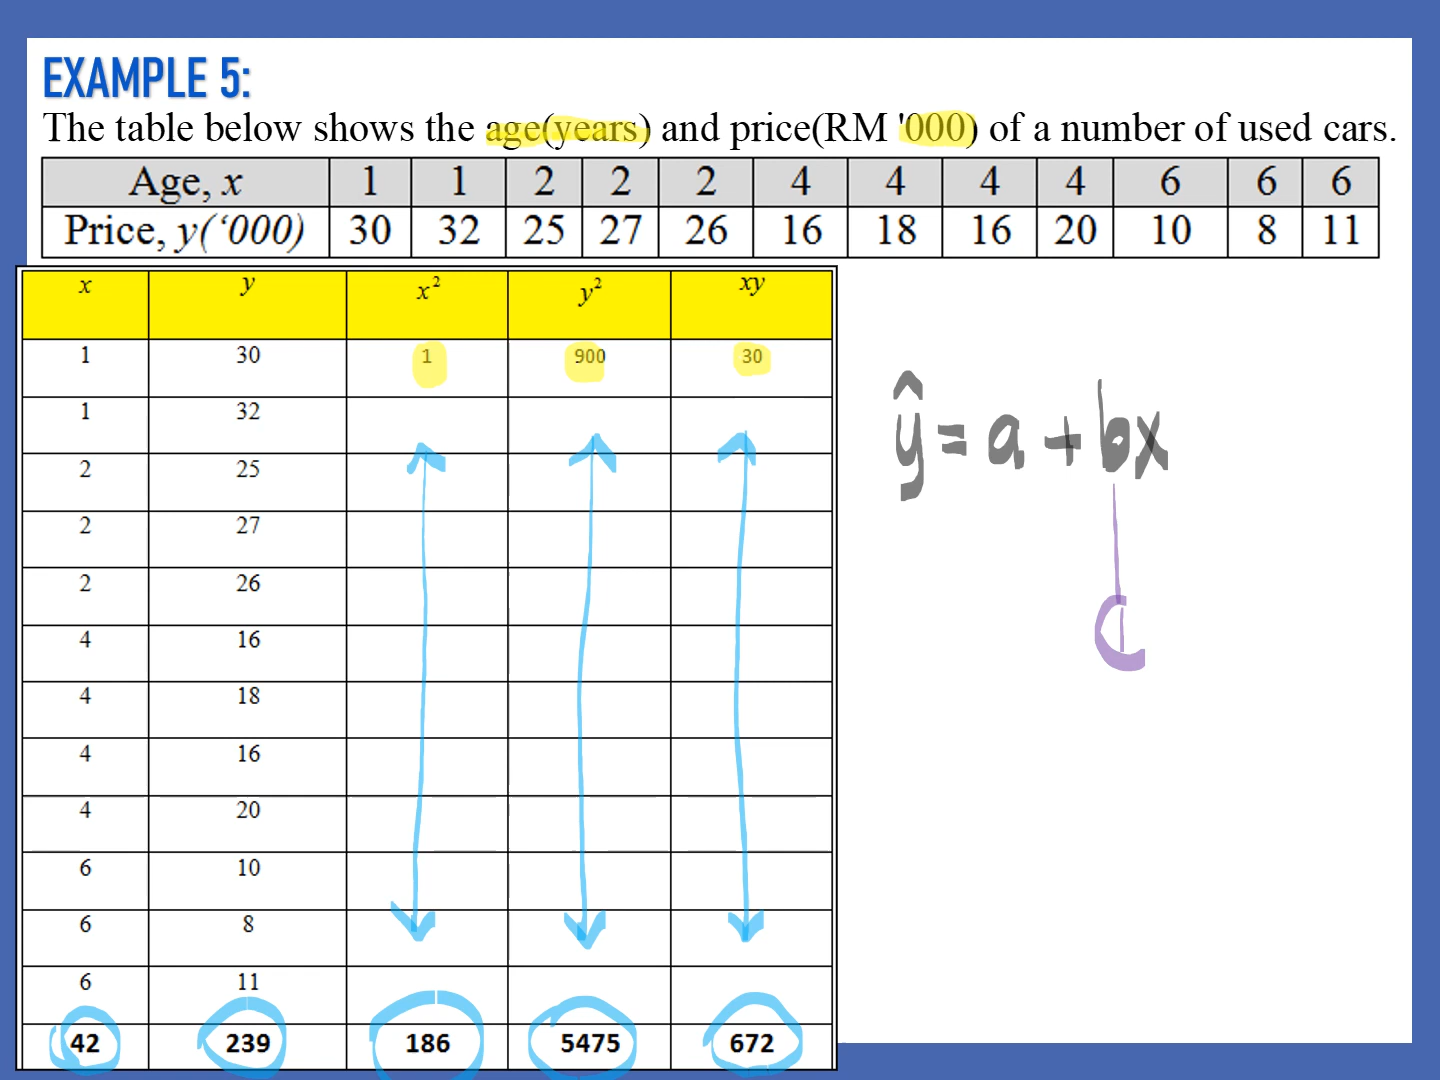 EXAMPLE 5:
The table below shows the age(years) and price(RM '000) of a number of used cars.
Age, x 1 1 2 2 2 4 4 4 4 6 6 6
Price, y(‘000) 30 32 25 27 26 16 18 16 20 10 8 11
x y x² y² xy
1 30 1 900 30
1 32
2 25
2 27
2 26
4 16
4 18
4 16
4 20
6 10
6 8
6 11
42 239 186 5475 672
ŷ = a + bx